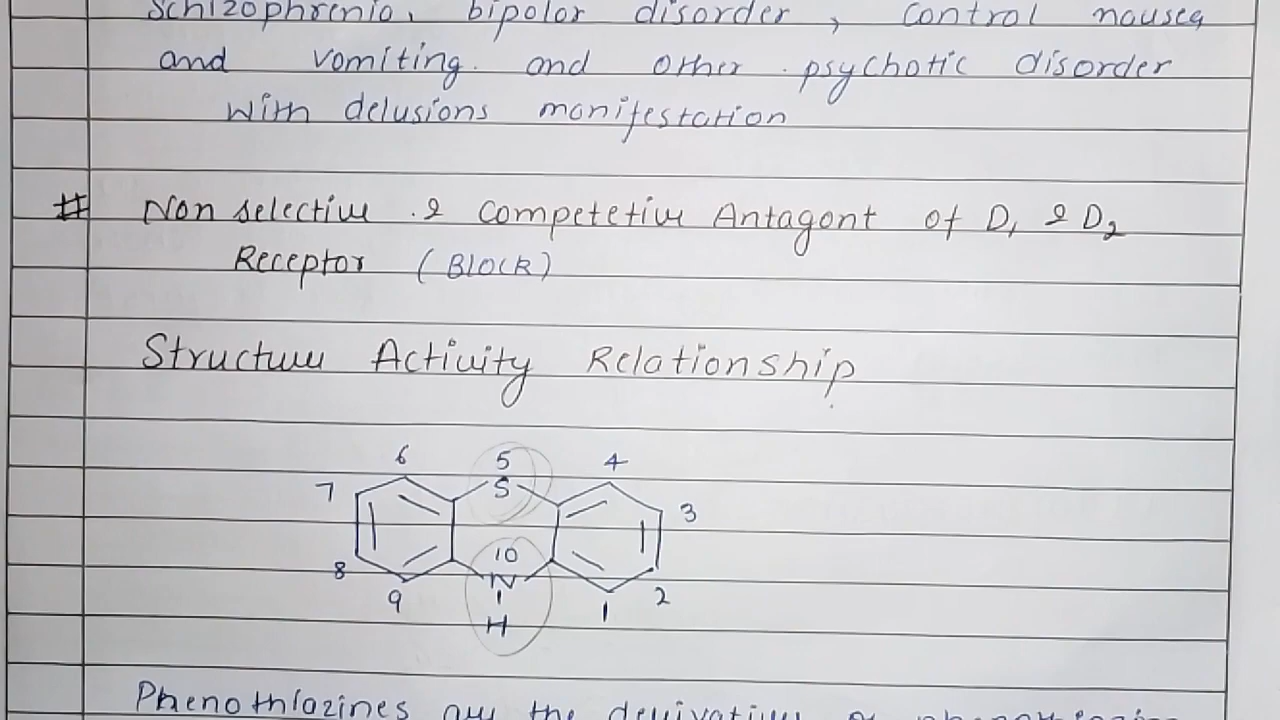 Schizophrenia, bipolar disorder, control nausea
and vomiting and other psychotic disorder
with delusions manifestation
# Non selective & competetive Antagont of D1 & D2
Receptor (Block)
Structure Activity Relationship
6 5 4
7 S 3
10
8 N 2
9 H 1
Phenothiazines are the derivatives of